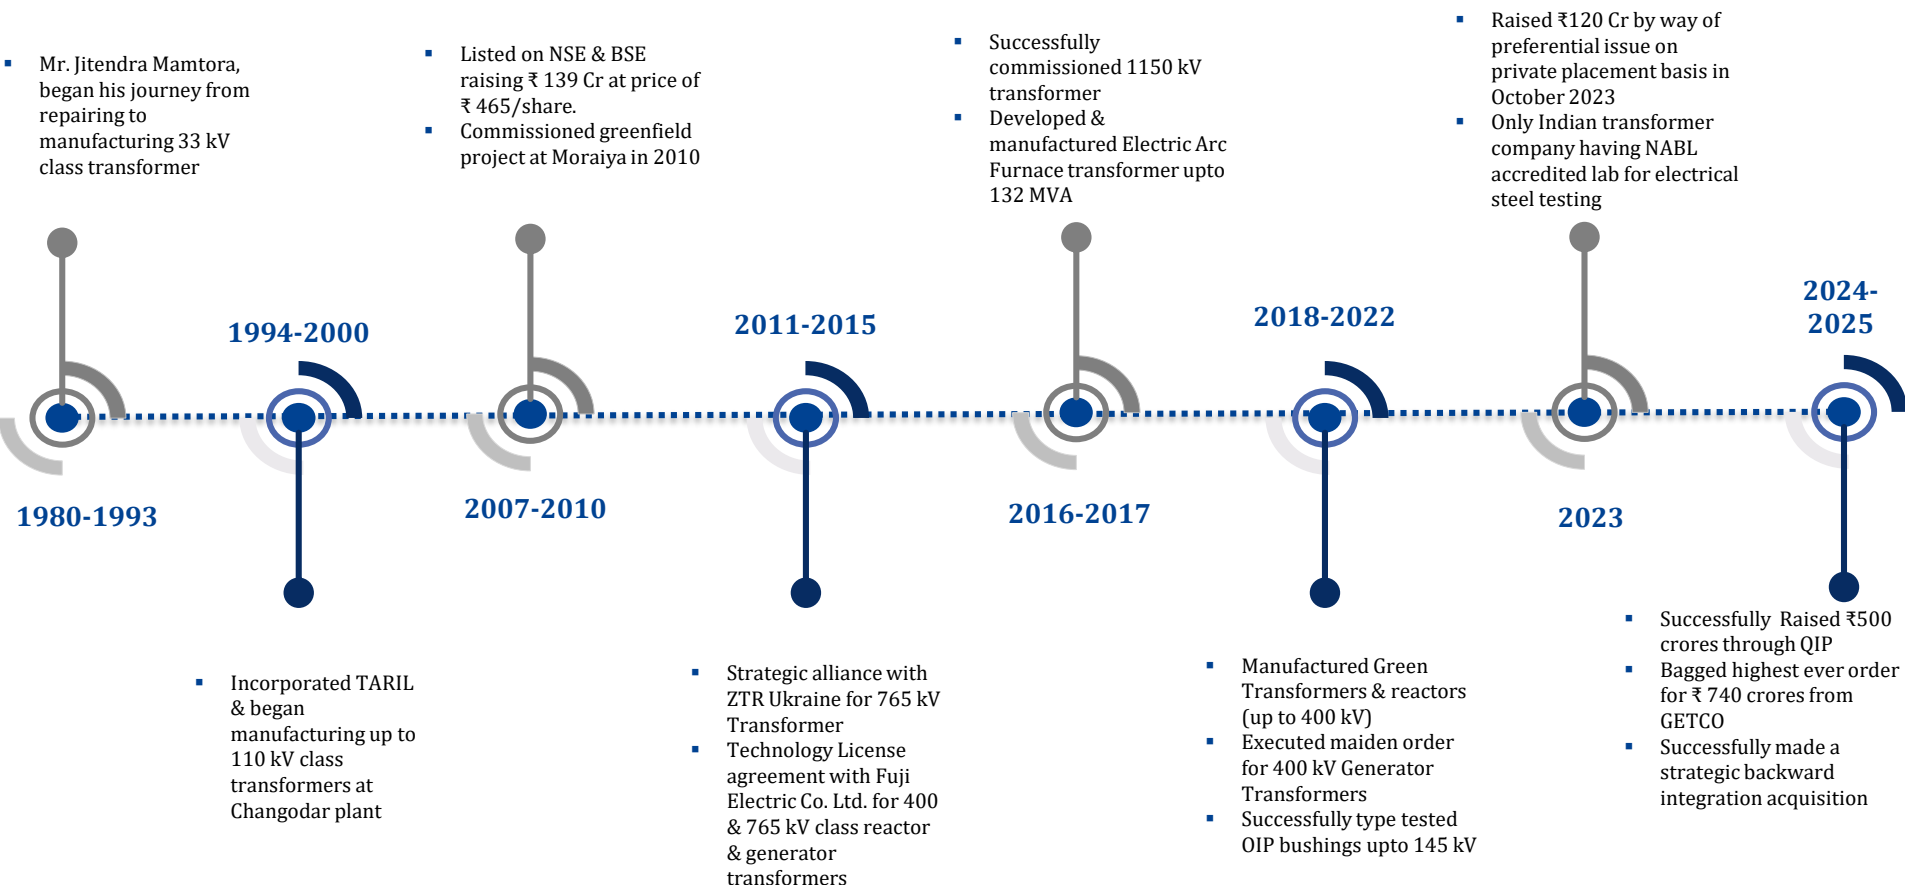 ▪ Mr. Jitendra Mamtora,
began his journey from
repairing to
manufacturing 33 kV
class transformer
1980-1993
1994-2000
▪ Incorporated TARIL
& began
manufacturing up to
110 kV class
transformers at
Changodar plant
▪ Listed on NSE & BSE
raising ₹ 139 Cr at price of
₹ 465/share.
▪ Commissioned greenfield
project at Moraiya in 2010
2007-2010
2011-2015
▪ Strategic alliance with
ZTR Ukraine for 765 kV
Transformer
▪ Technology License
agreement with Fuji
Electric Co. Ltd. for 400
& 765 kV class reactor
& generator
transformers
▪ Successfully
commissioned 1150 kV
transformer
▪ Developed &
manufactured Electric Arc
Furnace transformer upto
132 MVA
2016-2017
2018-2022
▪ Manufactured Green
Transformers & reactors
(up to 400 kV)
▪ Executed maiden order
for 400 kV Generator
Transformers
▪ Successfully type tested
OIP bushings upto 145 kV
▪ Raised ₹120 Cr by way of
preferential issue on
private placement basis in
October 2023
▪ Only Indian transformer
company having NABL
accredited lab for electrical
steel testing
2023
2024-
2025
▪ Successfully Raised ₹500
crores through QIP
▪ Bagged highest ever order
for ₹ 740 crores from
GETCO
▪ Successfully made a
strategic backward
integration acquisition